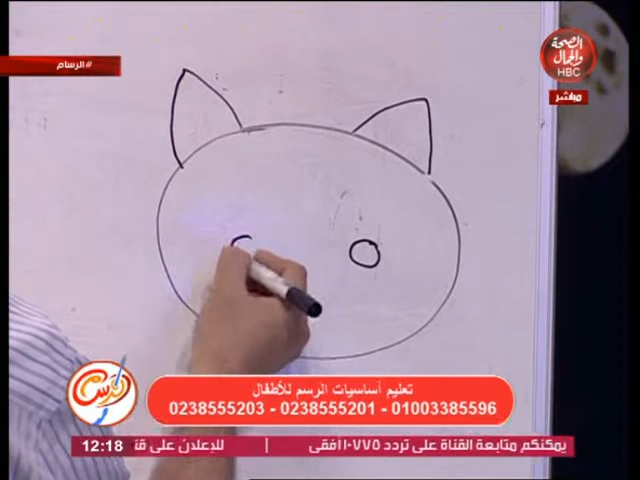 #الرسام
الصحة
والجمال
HBC
مباشر
تعليم أساسيات الرسم للأطفال
0238555203 - 0238555201 - 01003385596
12:18
يمكنكم متابعة القناة على تردد ١٠٧٧٥ أفقى | للإعلان على قنا